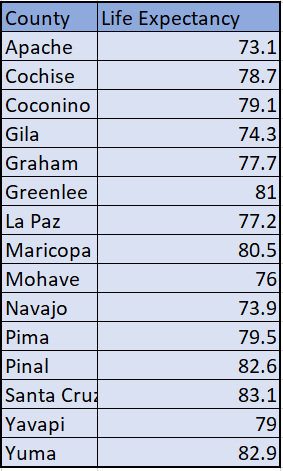 County Life Expectancy
Apache 73.1
Cochise 78.7
Coconino 79.1
Gila 74.3
Graham 77.7
Greenlee 81
La Paz 77.2
Maricopa 80.5
Mohave 76
Navajo 73.9
Pima 79.5
Pinal 82.6
Santa Cruz 83.1
Yavapi 79
Yuma 82.9